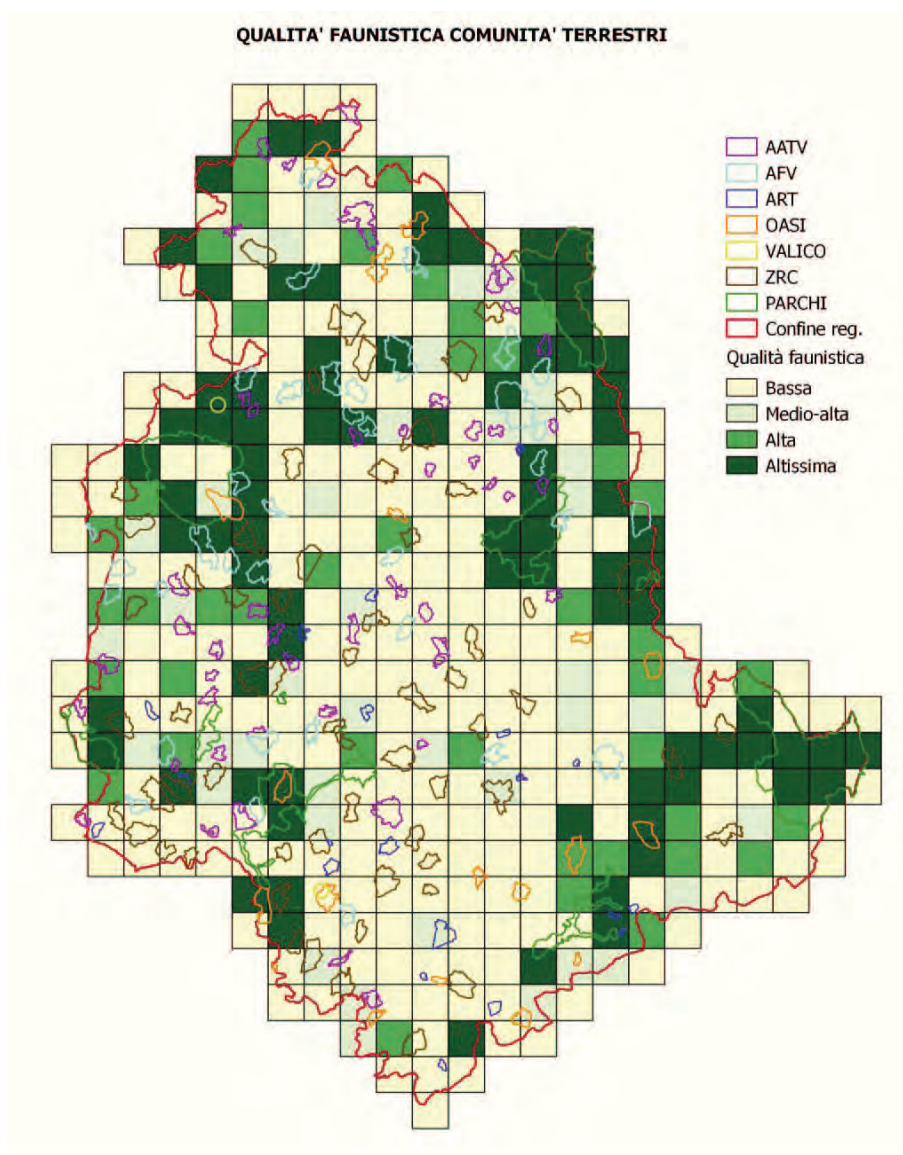 QUALITA' FAUNISTICA COMUNITA' TERRESTRI
AATV
AFV
ART
OASI
VALICO
ZRC
PARCHI
Confine reg.
Qualità faunistica
Bassa
Medio-alta
Alta
Altissima